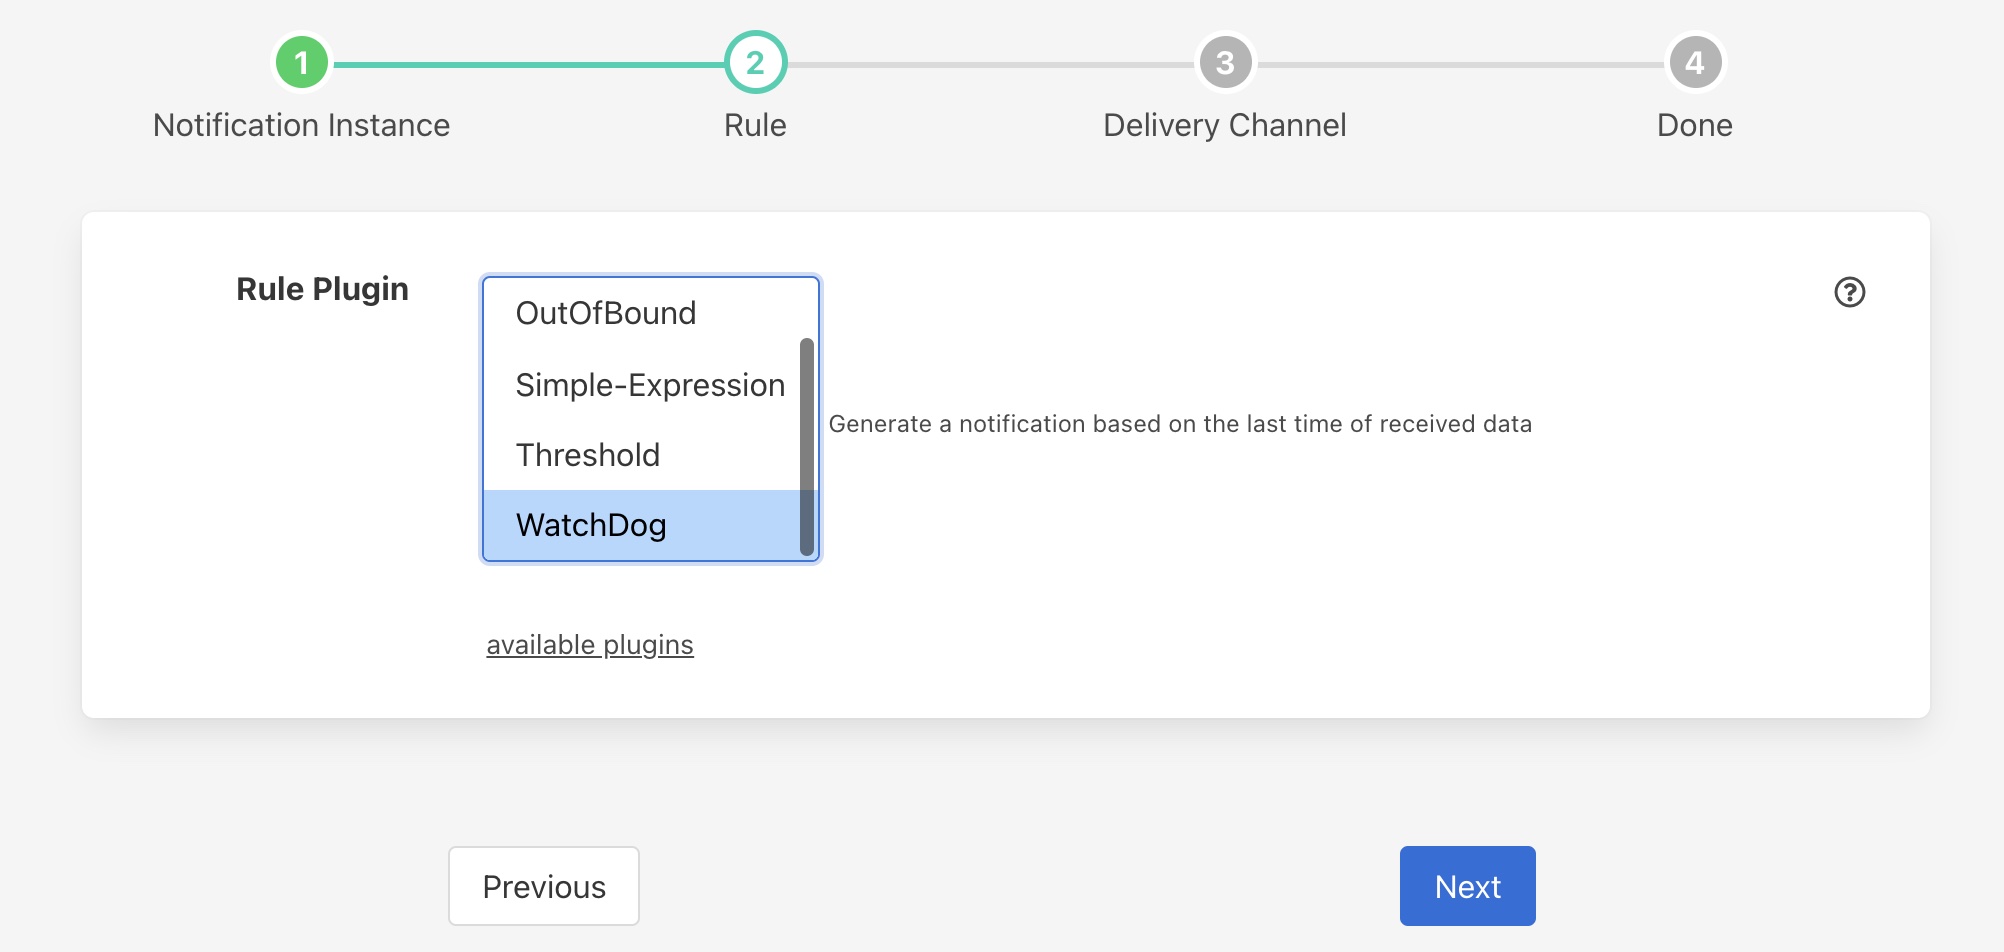 1 2 3 4
Notification Instance Rule Delivery Channel Done
Rule Plugin
OutOfBound
Simple-Expression
Threshold
WatchDog
Generate a notification based on the last time of received data
?
available plugins
Previous Next